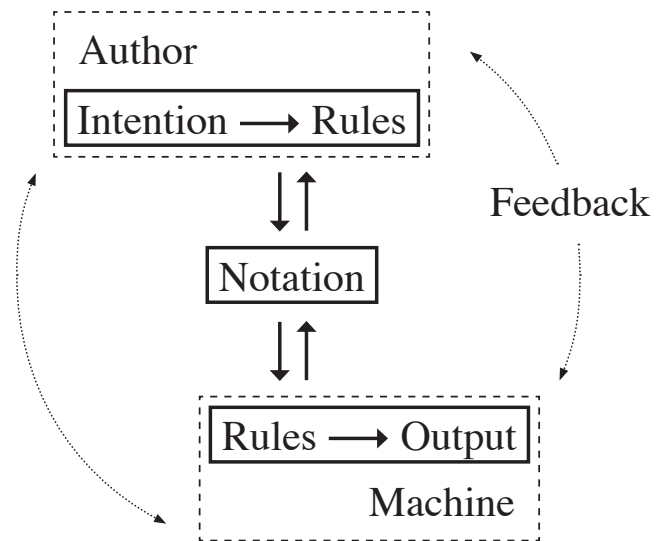 Author
Intention Rules
Feedback
Notation
Rules Output
Machine